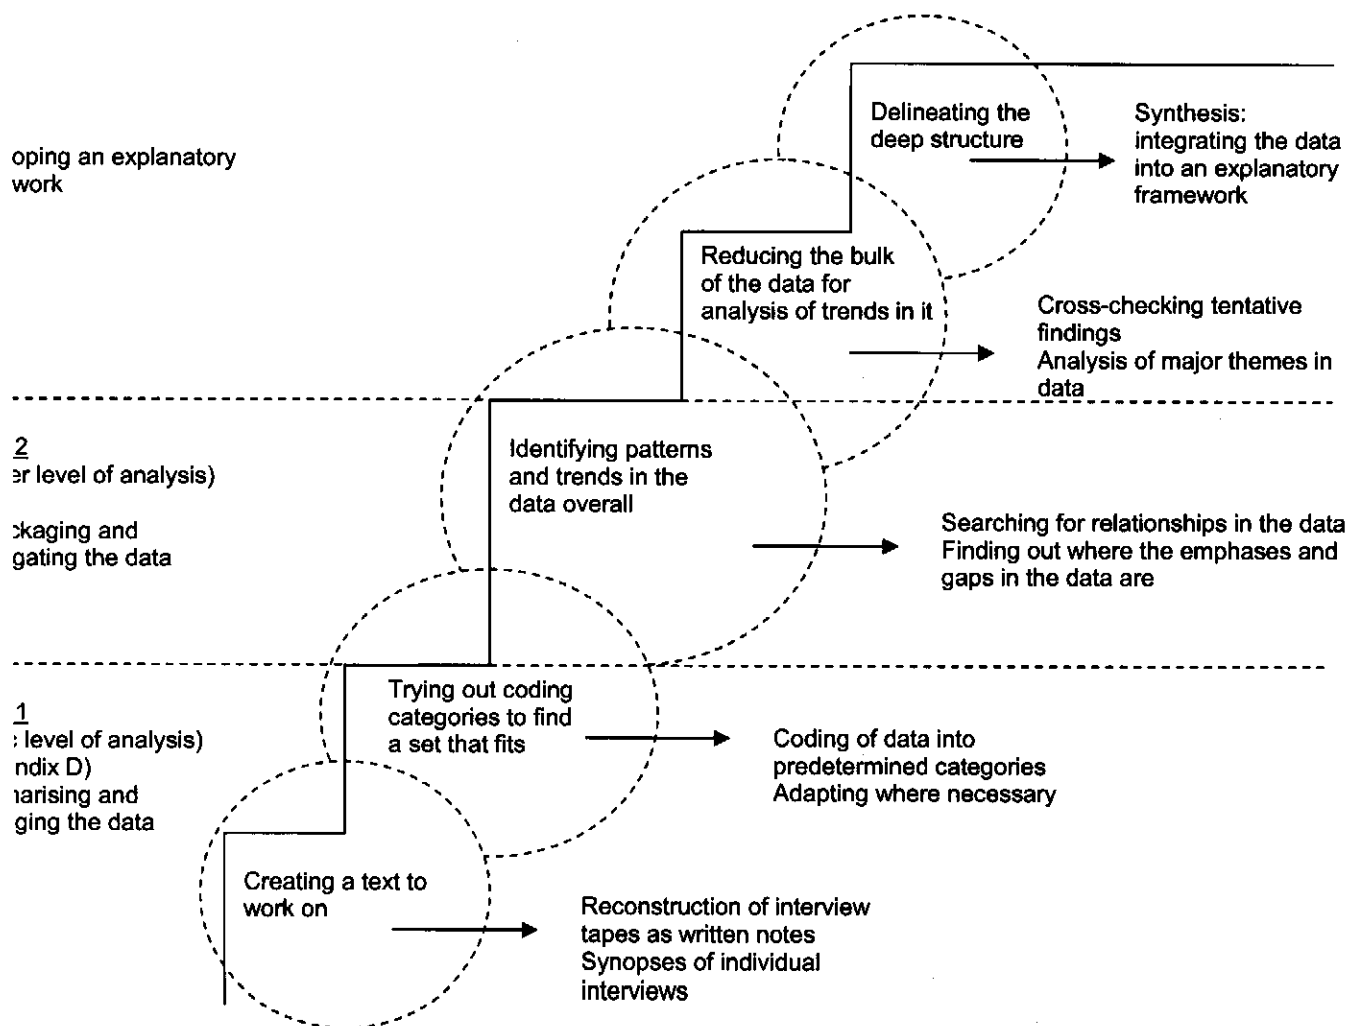 Delineating the
deep structure
Synthesis:
integrating the data
into an explanatory
framework
oping an explanatory
work
Reducing the bulk
of the data for
analysis of trends in it
Cross-checking tentative
findings
Analysis of major themes in
data
2
er level of analysis)
ckaging and
gating the data
Identifying patterns
and trends in the
data overall
Searching for relationships in the data
Finding out where the emphases and
gaps in the data are
1
c level of analysis)
ndix D)
narising and
ging the data
Trying out coding
categories to find
a set that fits
Coding of data into
predetermined categories
Adapting where necessary
Creating a text to
work on
Reconstruction of interview
tapes as written notes
Synopses of individual
interviews